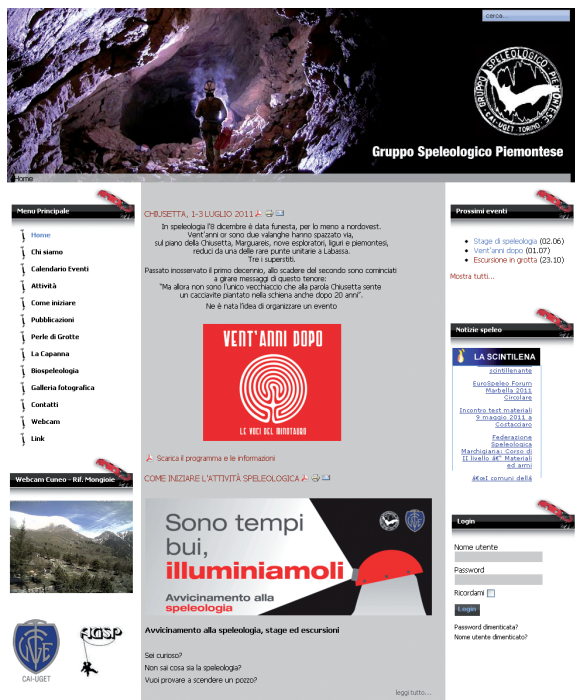 cerca...
GRUPPO SPELEOLOGICO PIEMONTESE
CAI-UGET TORINO
Gruppo Speleologico Piemontese
Home
Menu Principale
Home
Chi siamo
Calendario Eventi
Attività
Come iniziare
Pubblicazioni
Perle di Grotte
La Capanna
Biospeleologia
Galleria fotografica
Contatti
Webcam
Link
Webcam Cuneo - Rif. Mongioie
CAI-UGET
AGSP
CHIUSETTA, 1-3 LUGLIO 2011
In speleologia l'8 dicembre è data funesta, per lo meno a nordovest.
Vent'anni or sono due valanghe hanno spazzato via,
sul piano della Chiusetta, Marguareis, nove esploratori, liguri e piemontesi,
reduci da una delle rare punte unitarie a Labassa.
Tre i superstiti.
Passato inosservato il primo decennio, allo scadere del secondo sono cominciati
a girare messaggi di questo tenore:
"Ma allora non sono l'unico vecchiaccio che alla parola Chiusetta sente
un cacciavite piantato nella schiena anche dopo 20 anni".
Ne è nata l'idea di organizzare un evento
VENT'ANNI DOPO
LE VOCI DEL MINOTAURO
Scarica il programma e le informazioni
COME INIZIARE L'ATTIVITÀ SPELEOLOGICA
Sono tempi
bui,
illuminiamoli
Avvicinamento alla
speleologia
Avvicinamento alla speleologia, stage ed escursioni
Sei curioso?
Non sai cosa sia la speleologia?
Vuoi provare a scendere un pozzo?
leggi tutto...
Prossimi eventi
Stage di speleologia (02.06)
Vent'anni dopo (01.07)
Escursione in grotta (23.10)
Mostra tutti...
Notizie speleo
LA SCINTILENA
scintillenante
EuroSpeleo Forum
Marbella 2011
Circolare
Incontro test materiali
9 maggio 2011 a
Costacciaro
Federazione
Speleologica
Marchigiana: Corso di
II livello â€" Materiali
ed armi
â€œI comuni dellâ
Login
Nome utente
Password
Ricordami
Login
Password dimenticata?
Nome utente dimenticato?